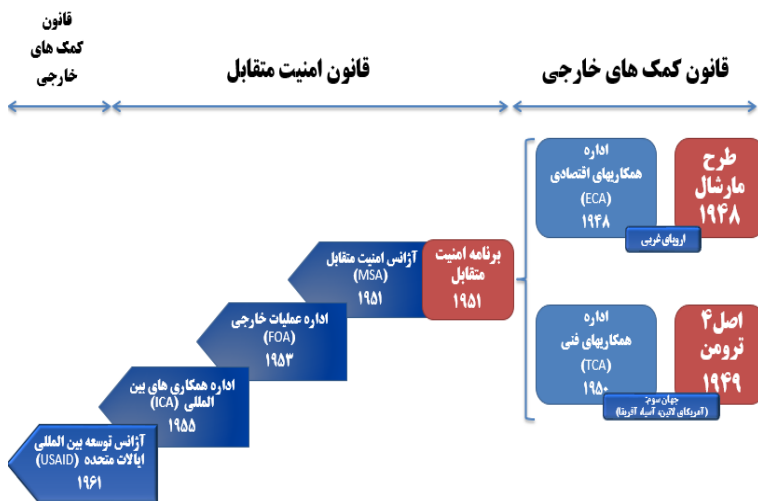 قانون کمک های خارجی
قانون امنیت متقابل
قانون
کمک های
خارجی
طرح
مارشال
۱۹۴۸
اداره
همکاریهای اقتصادی
(ECA)
۱۹۴۸
اروپای غربی
اصل۴
ترومن
۱۹۴۹
اداره
همکاریهای فنی
(TCA)
۱۹۵۰
جهان سوم:
(آمریکای لاتین، آسیا، آفریقا)
برنامه امنیت
متقابل
۱۹۵۱
آژانس امنیت متقابل
(MSA)
۱۹۵۱
اداره عملیات خارجی
(FOA)
۱۹۵۳
اداره همکاری های بین
المللی (ICA)
۱۹۵۵
آژانس توسعه بین المللی
ایالات متحده (USAID)
۱۹۶۱